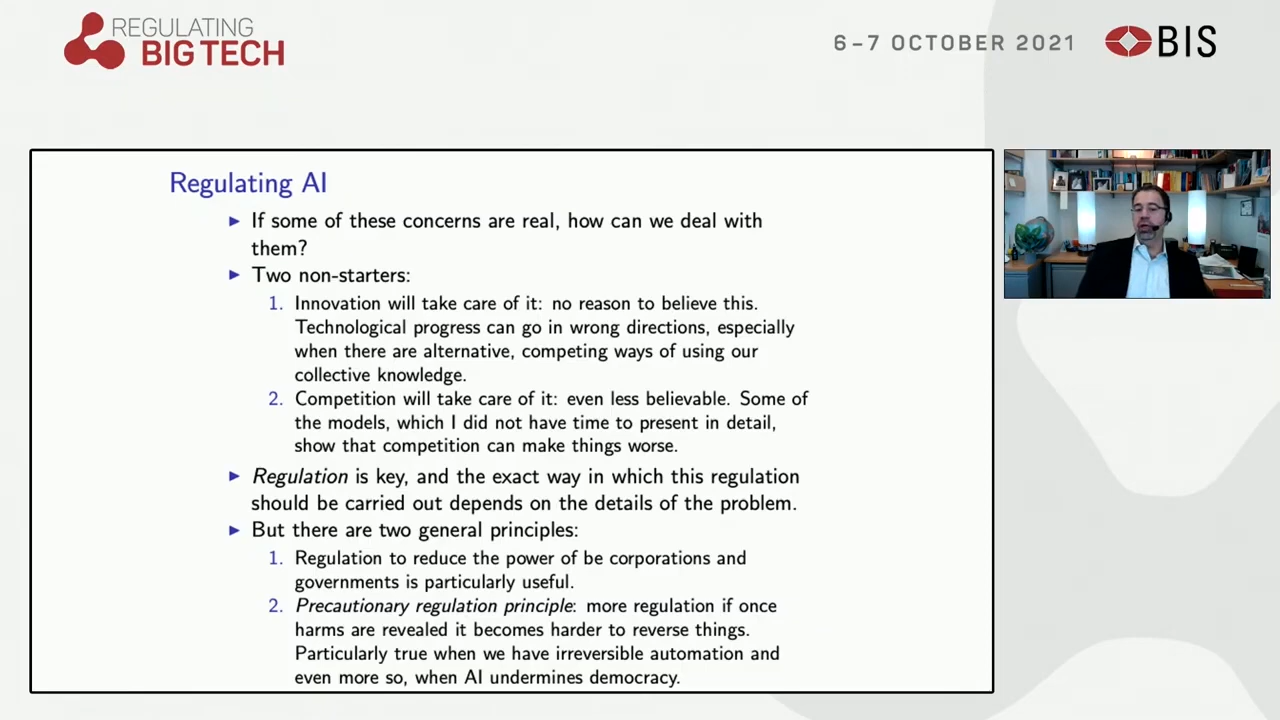 REGULATING
BIG TECH
6–7 OCTOBER 2021
BIS
Regulating AI
▶ If some of these concerns are real, how can we deal with
them?
▶ Two non-starters:
1. Innovation will take care of it: no reason to believe this.
Technological progress can go in wrong directions, especially
when there are alternative, competing ways of using our
collective knowledge.
2. Competition will take care of it: even less believable. Some of
the models, which I did not have time to present in detail,
show that competition can make things worse.
▶ Regulation is key, and the exact way in which this regulation
should be carried out depends on the details of the problem.
▶ But there are two general principles:
1. Regulation to reduce the power of be corporations and
governments is particularly useful.
2. Precautionary regulation principle: more regulation if once
harms are revealed it becomes harder to reverse things.
Particularly true when we have irreversible automation and
even more so, when AI undermines democracy.